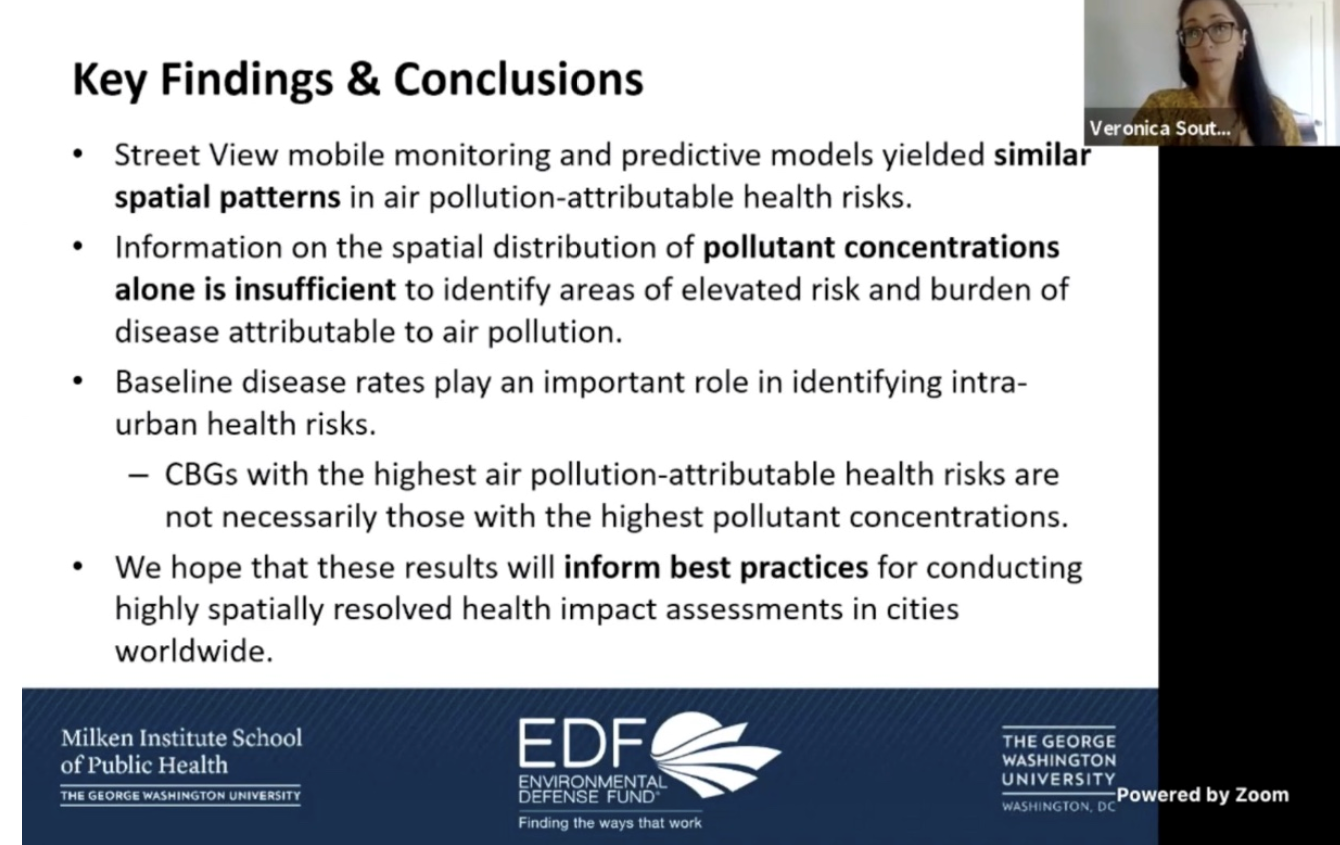 Key Findings & Conclusions
Veronica Sout...
• Street View mobile monitoring and predictive models yielded similar
spatial patterns in air pollution-attributable health risks.
• Information on the spatial distribution of pollutant concentrations
alone is insufficient to identify areas of elevated risk and burden of
disease attributable to air pollution.
• Baseline disease rates play an important role in identifying intra-
urban health risks.
– CBGs with the highest air pollution-attributable health risks are
not necessarily those with the highest pollutant concentrations.
• We hope that these results will inform best practices for conducting
highly spatially resolved health impact assessments in cities
worldwide.
Milken Institute School
of Public Health
THE GEORGE WASHINGTON UNIVERSITY
EDF
ENVIRONMENTAL
DEFENSE FUND®
Finding the ways that work
THE GEORGE
WASHINGTON
UNIVERSITY
WASHINGTON, DC
Powered by Zoom